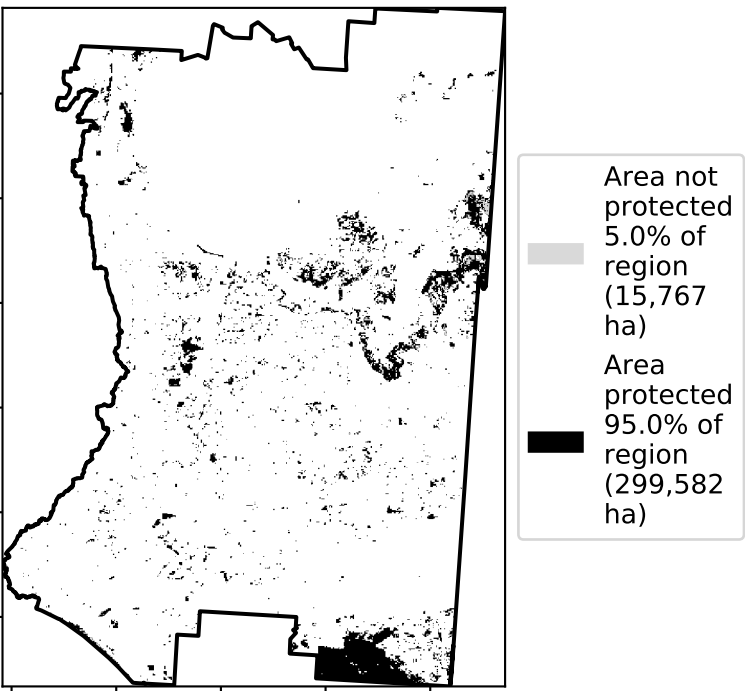 Area not
protected
5.0% of
region
(15,767
ha)
Area
protected
95.0% of
region
(299,582
ha)